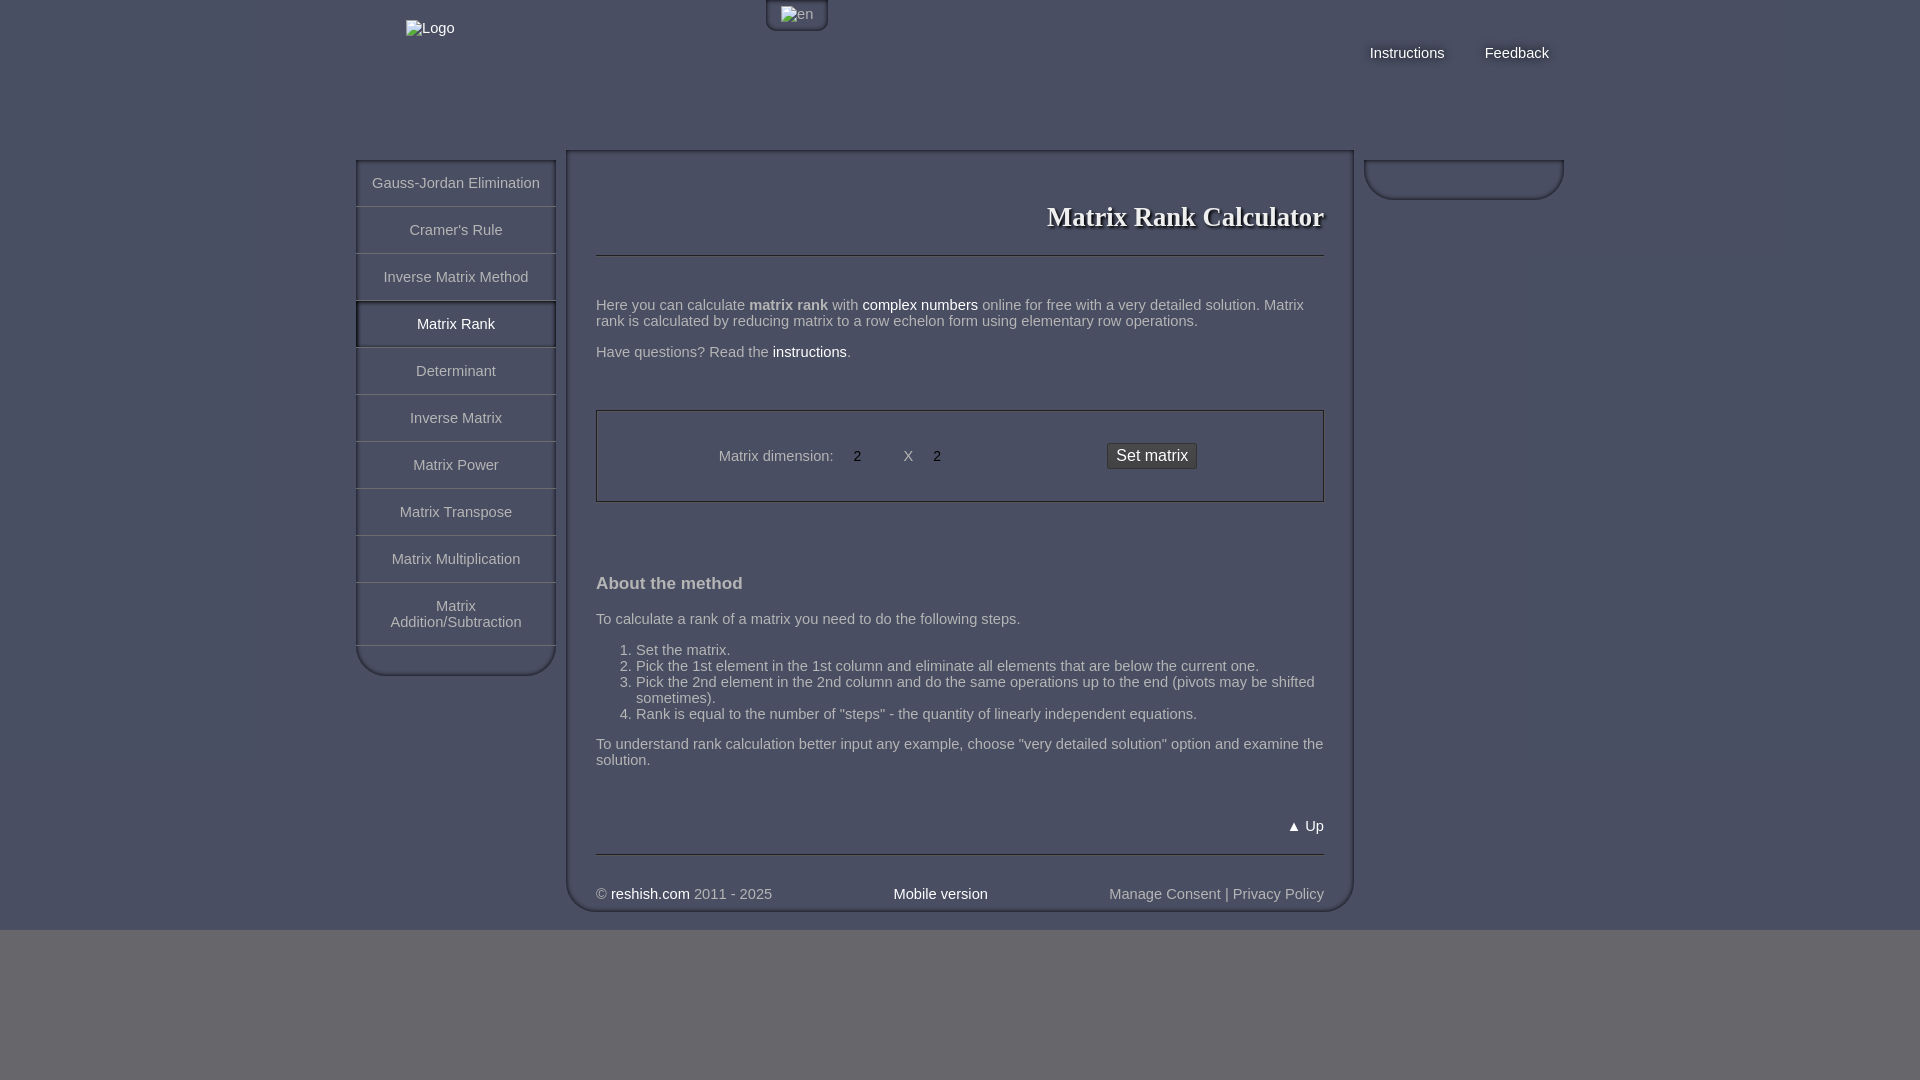 Logo
en
Instructions
Feedback
Gauss-Jordan Elimination
Cramer's Rule
Inverse Matrix Method
Matrix Rank
Determinant
Inverse Matrix
Matrix Power
Matrix Transpose
Matrix Multiplication
Matrix
Addition/Subtraction
Matrix Rank Calculator
Here you can calculate matrix rank with complex numbers online for free with a very detailed solution. Matrix
rank is calculated by reducing matrix to a row echelon form using elementary row operations.
Have questions? Read the instructions.
Matrix dimension: 2 X 2
Set matrix
About the method
To calculate a rank of a matrix you need to do the following steps.
1. Set the matrix.
2. Pick the 1st element in the 1st column and eliminate all elements that are below the current one.
3. Pick the 2nd element in the 2nd column and do the same operations up to the end (pivots may be shifted
sometimes).
4. Rank is equal to the number of "steps" - the quantity of linearly independent equations.
To understand rank calculation better input any example, choose "very detailed solution" option and examine the
solution.
▲ Up
© reshish.com 2011 - 2025
Mobile version
Manage Consent | Privacy Policy